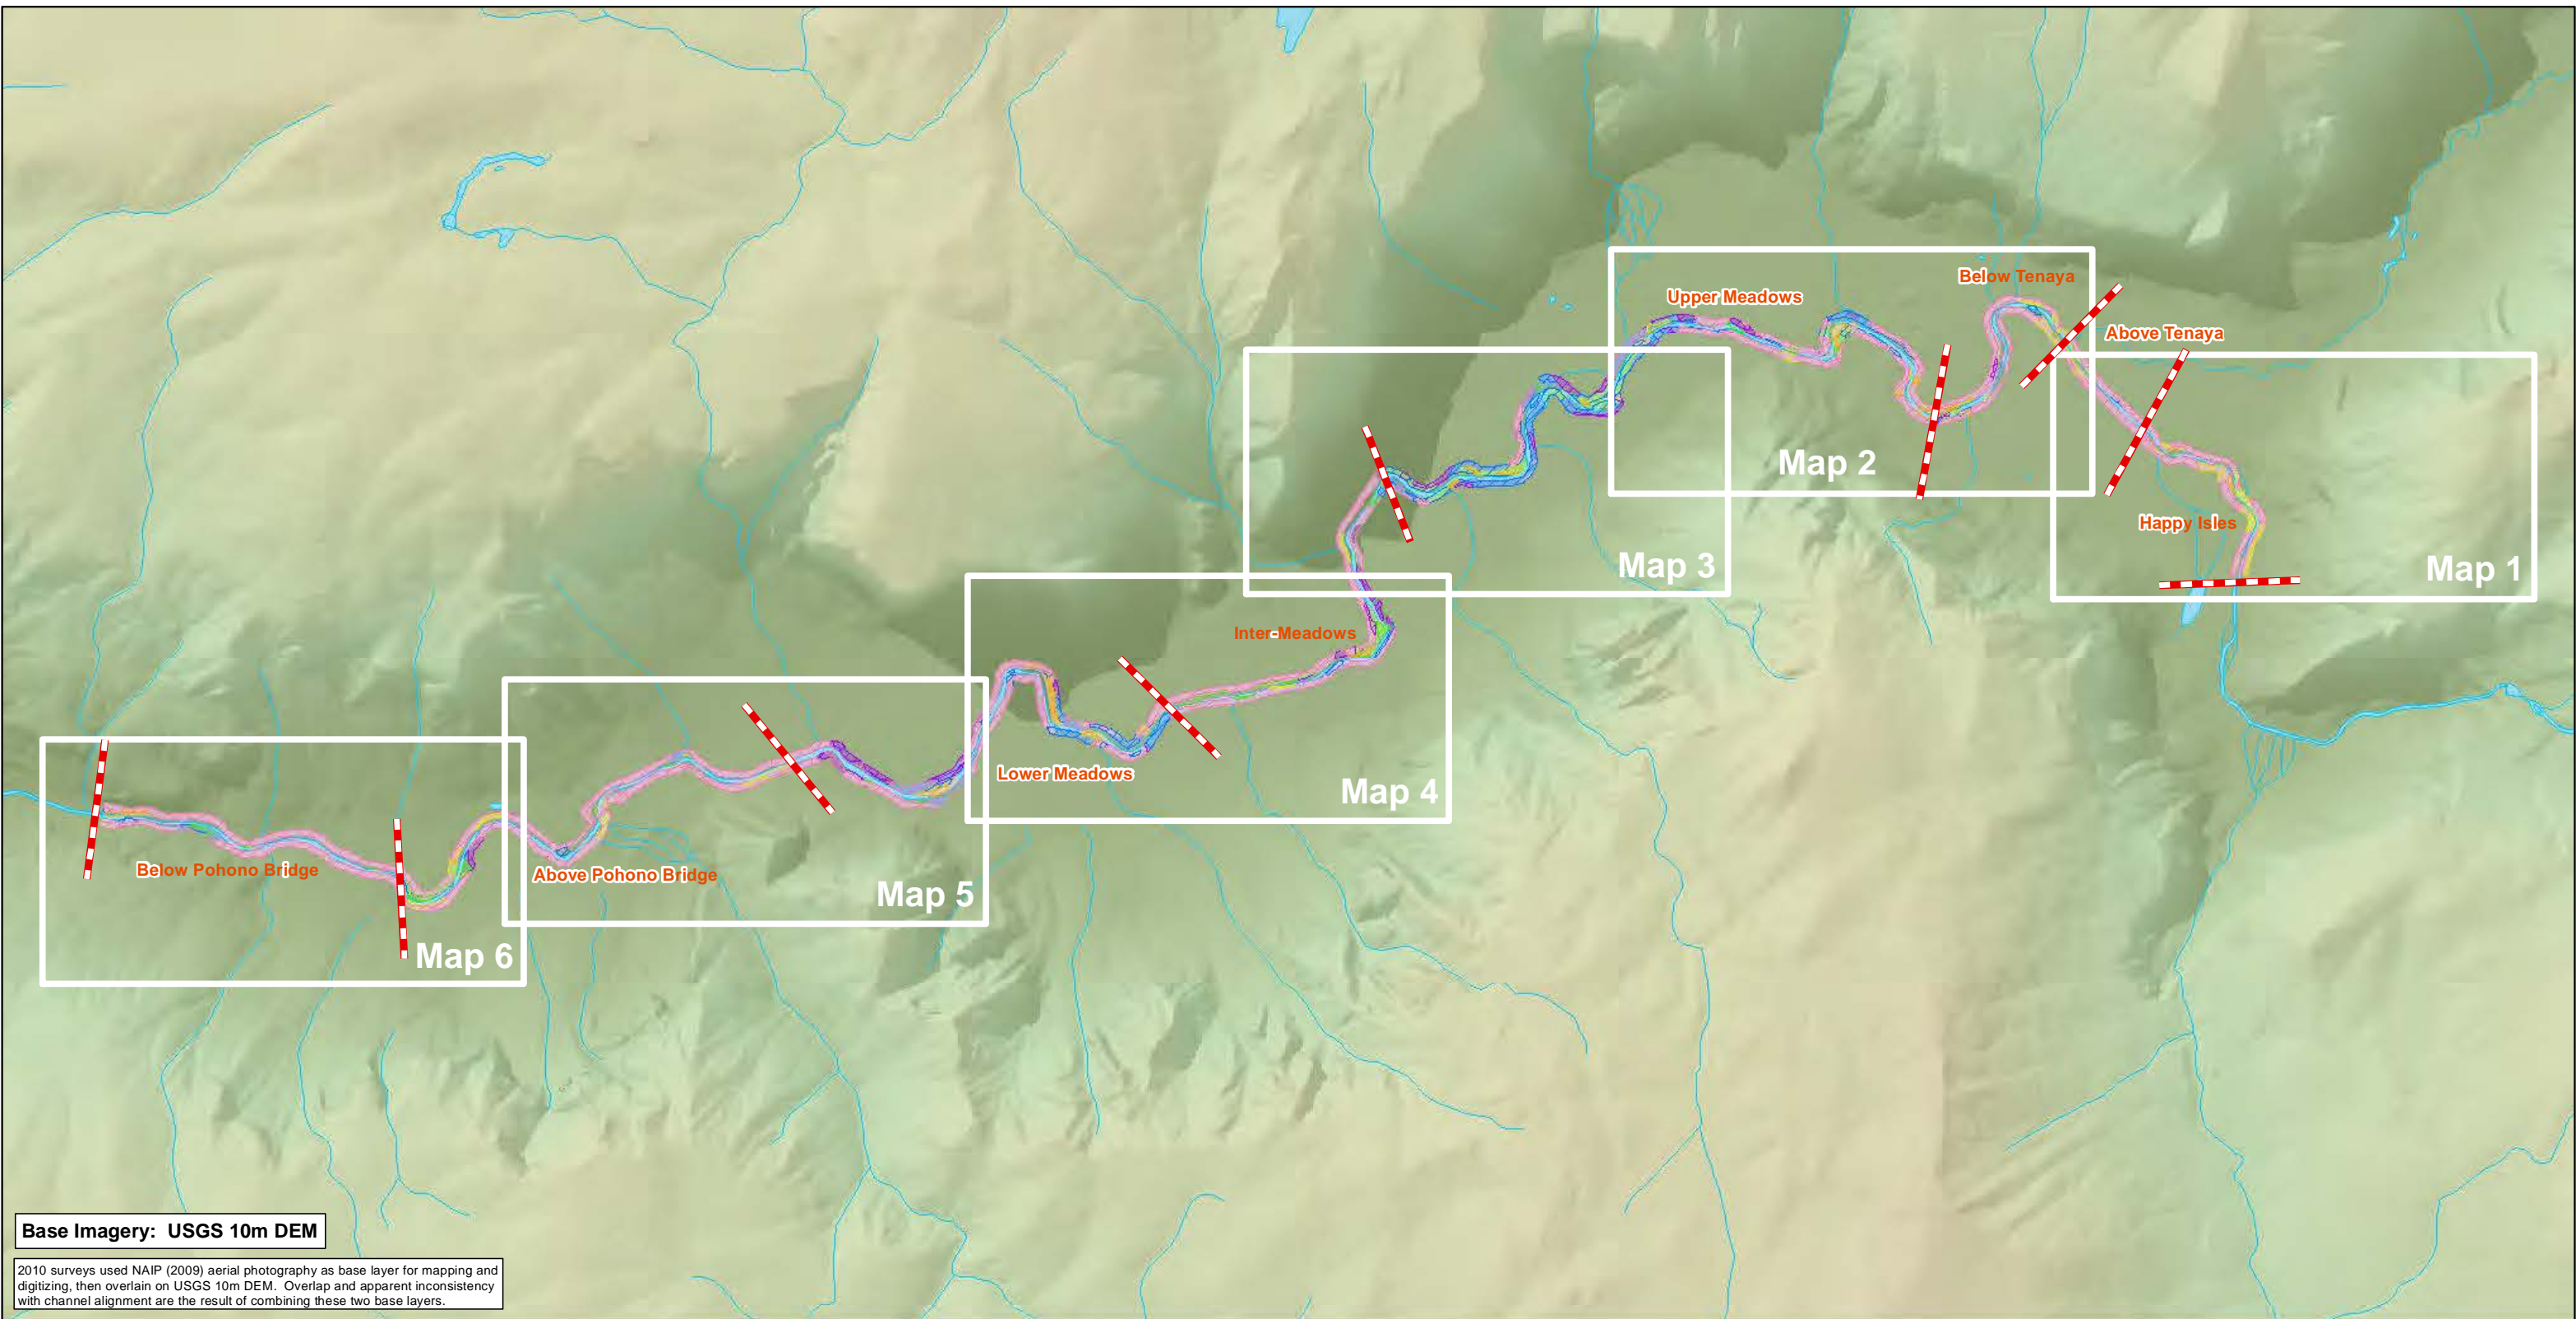 Below Tenaya
Upper Meadows
Above Tenaya
Map 2
Happy Isles
Map 3
Map 1
Inter-Meadows
Lower Meadows
Map 4
Below Pohono Bridge
Above Pohono Bridge
Map 5
Map 6
Base Imagery: USGS 10m DEM
2010 surveys used NAIP (2009) aerial photography as base layer for mapping and
digitizing, then overlain on USGS 10m DEM. Overlap and apparent inconsistency
with channel alignment are the result of combining these two base layers.